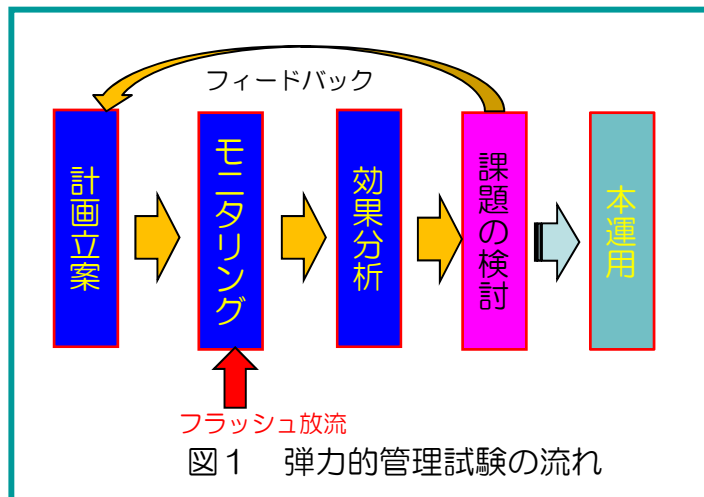 フィードバック
計画立案
モニタリング
効果分析
課題の検討
本運用
フラッシュ放流
図1 弾力的管理試験の流れ